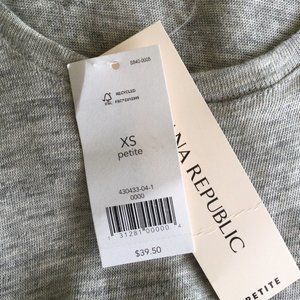 RECYCLED
XS
petite
430433-04-1
0000
$39.50
NA REPUBLIC
PETITE